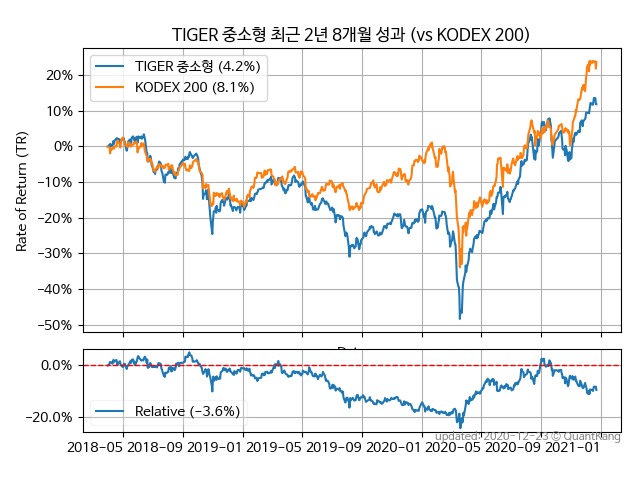 TIGER 중소형 최근 2년 8개월 성과 (vs KODEX 200)
TIGER 중소형 (4.2%)
KODEX 200 (8.1%)
Rate of Return (TR)
20%
10%
0%
−10%
−20%
−30%
−40%
−50%
0.0%
−20.0%
Relative (−3.6%)
2018−05 2018−09 2019−01 2019−05 2019−09 2020−01 2020−05 2020−09 2021−01
updated: 2020−12−23 © QuantKang